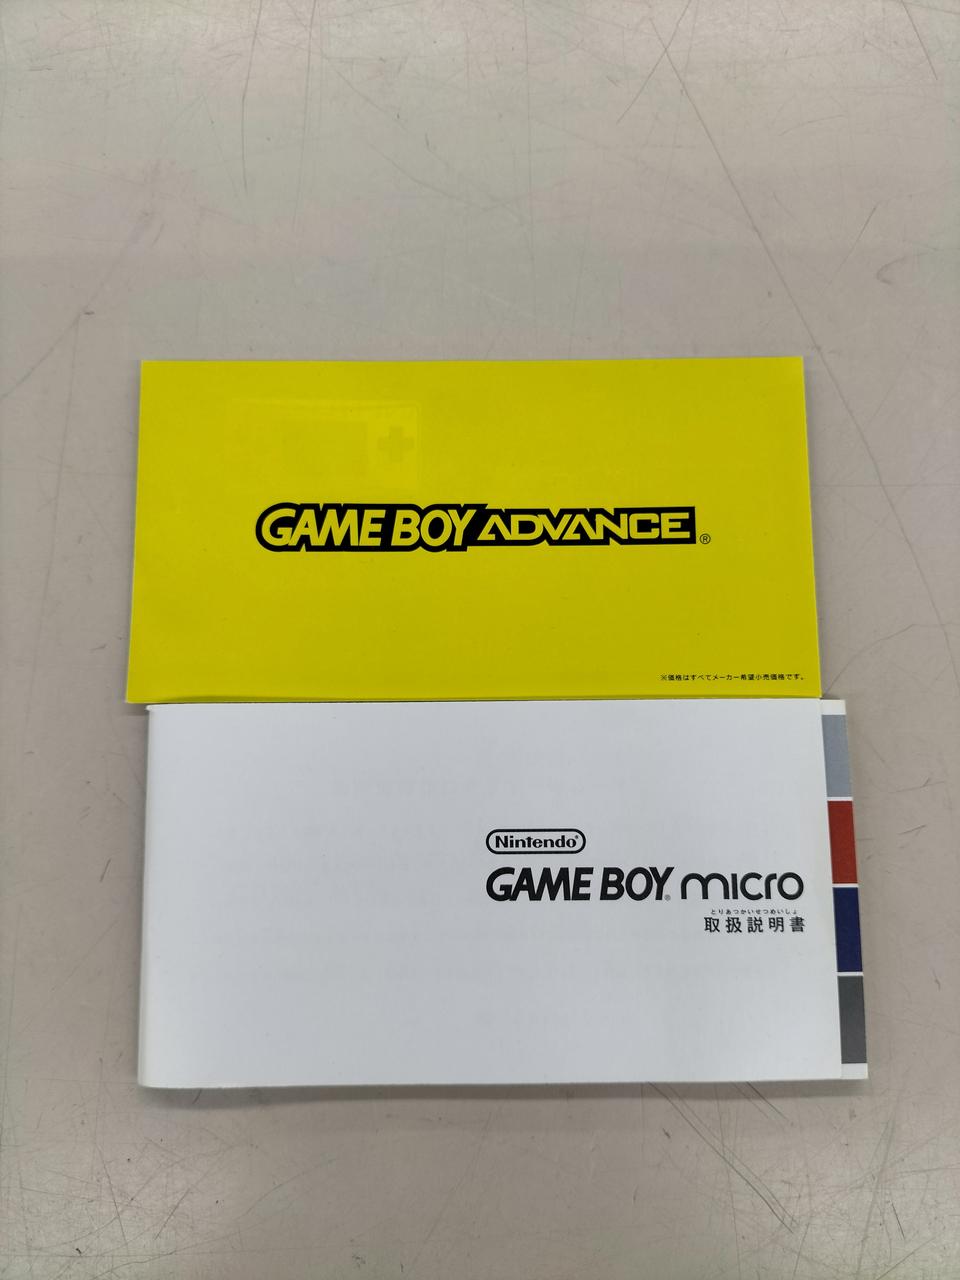 GAME BOY ADVANCE®
※価格はすべてメーカー希望小売価格です。
Nintendo®
GAME BOY® micro
とりあつかいせつめいしょ
取扱説明書